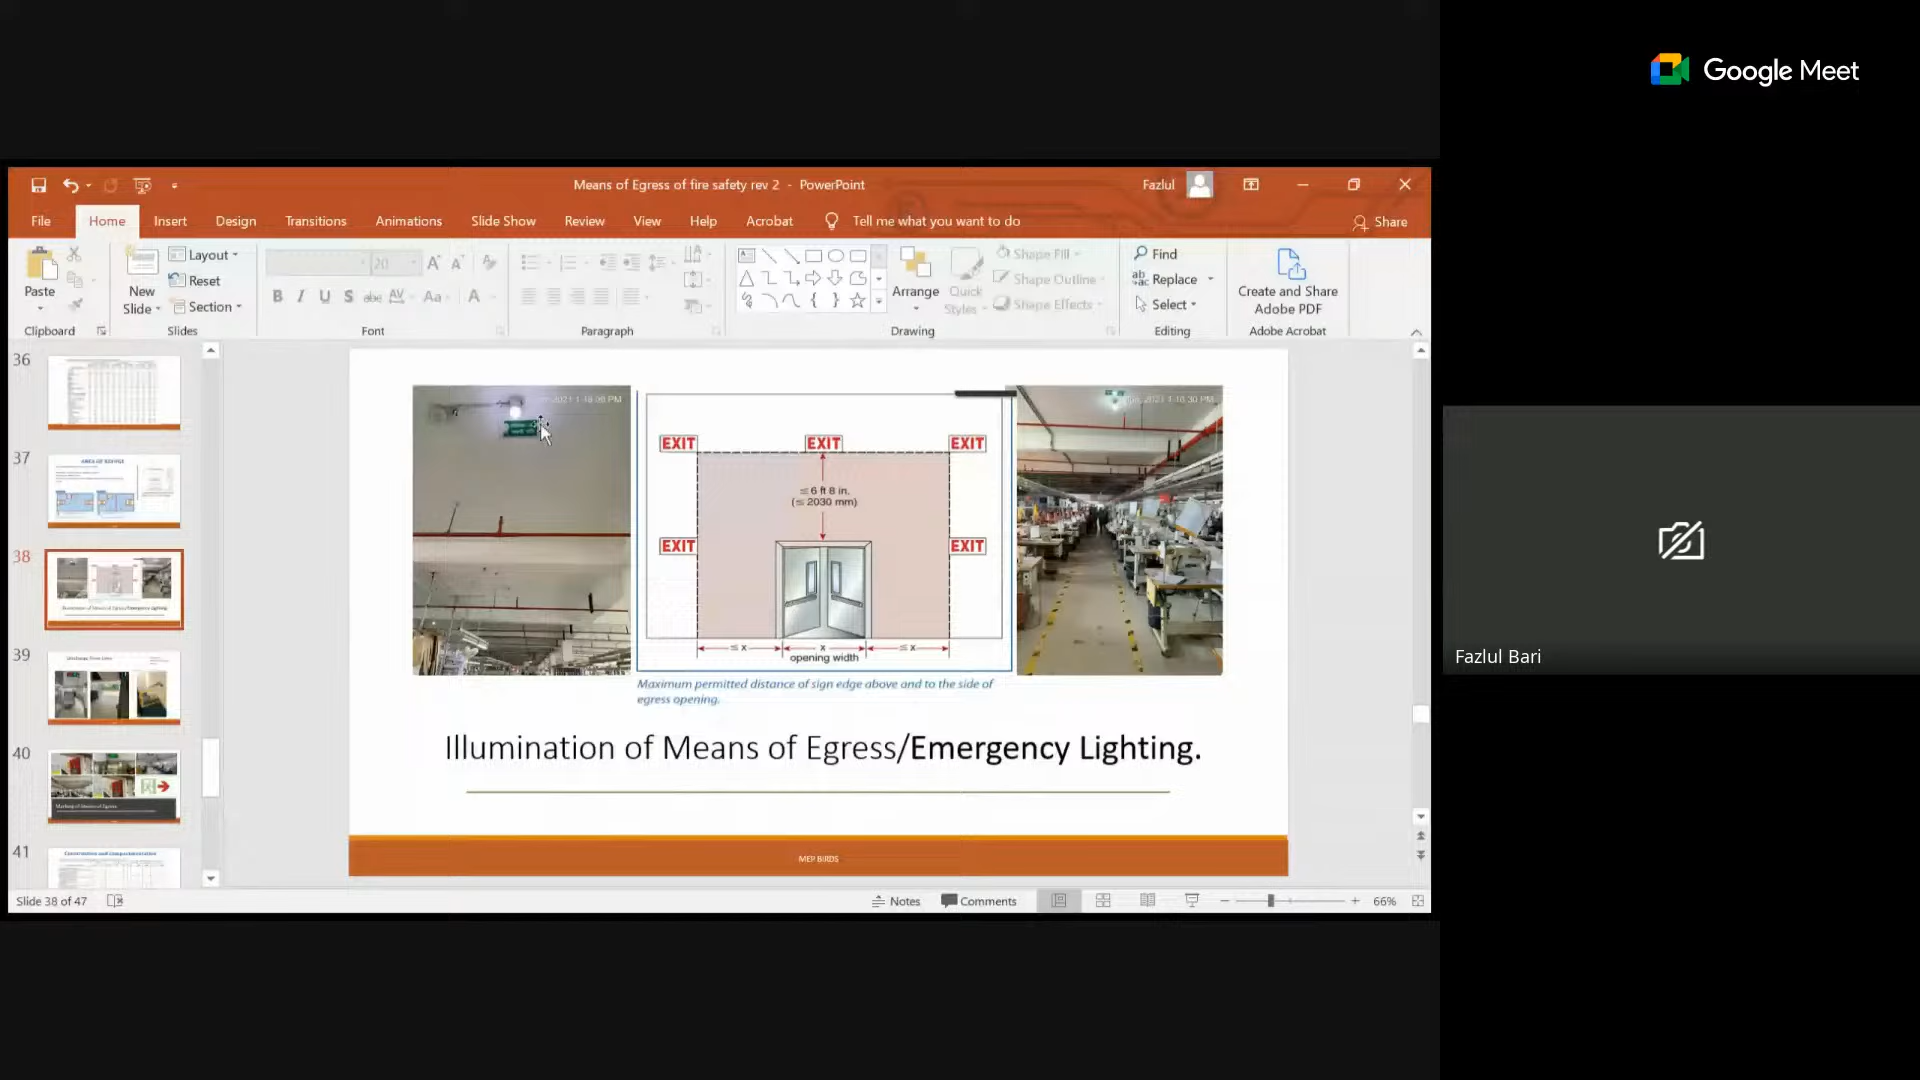 Google Meet
Means of Egress of fire safety rev 2 - PowerPoint
Fazlul
File
Home
Insert
Design
Transitions
Animations
Slide Show
Review
View
Help
Acrobat
Tell me what you want to do
Share
Paste
New
Slide
Layout
Reset
Section
20
B I U S abc AV Aa A
Arrange
Quick
Styles
Shape Fill
Shape Outline
Shape Effects
Find
Replace
Select
Create and Share
Adobe PDF
Clipboard
Slides
Font
Paragraph
Drawing
Editing
Adobe Acrobat
36
37
38
39
40
41
EXIT EXIT EXIT
≤ 6 ft 8 in.
(≤ 2030 mm)
EXIT EXIT
≤ x x ≤ x
opening width
Maximum permitted distance of sign edge above and to the side of
egress opening.
Illumination of Means of Egress/Emergency Lighting.
MEP BIRDS
Slide 38 of 47
Notes
Comments
66%
Fazlul Bari